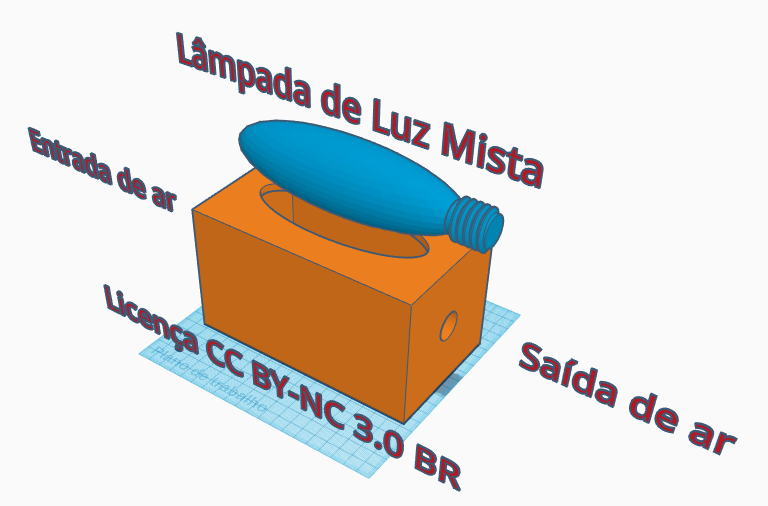 Lâmpada de Luz Mista
Entrada de ar
Licença CC BY-NC 3.0 BR
Saída de ar
Plano de trabalho